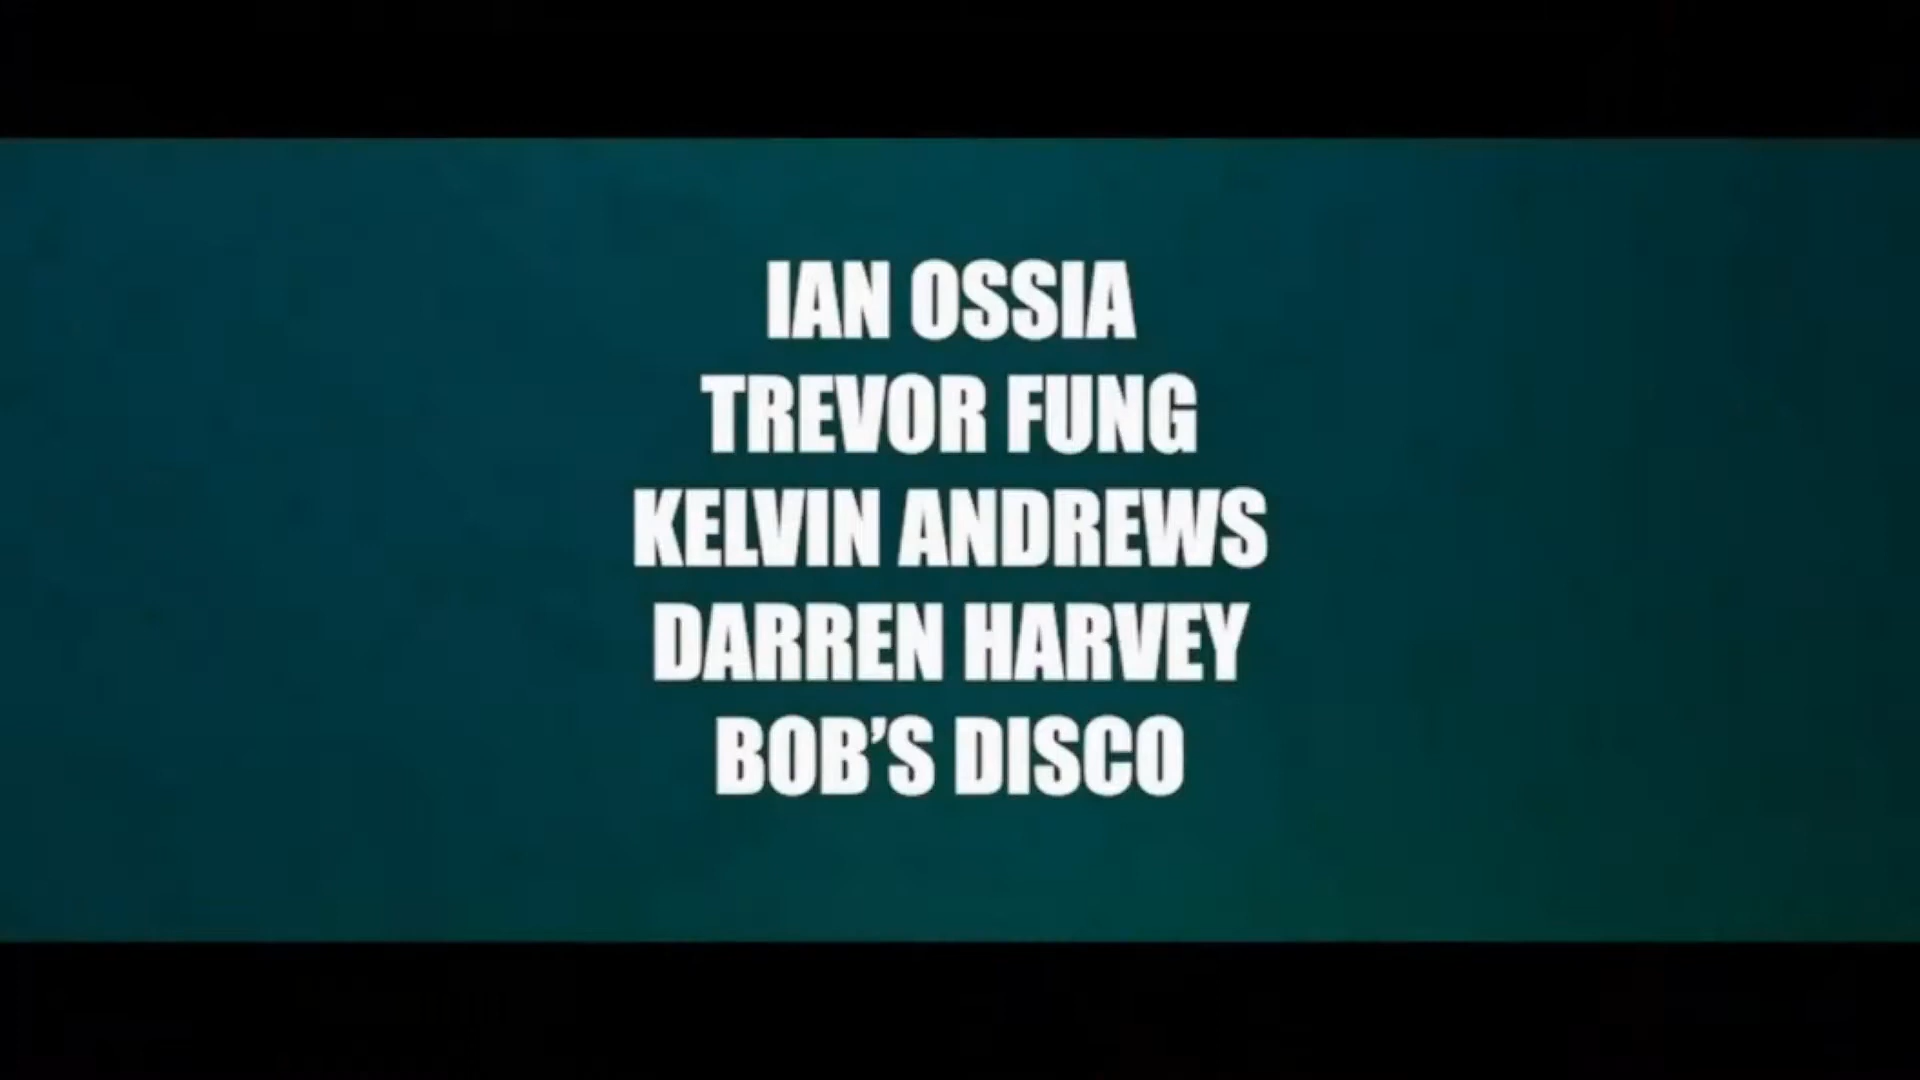 IAN OSSIA
TREVOR FUNG
KELVIN ANDREWS
DARREN HARVEY
BOB'S DISCO